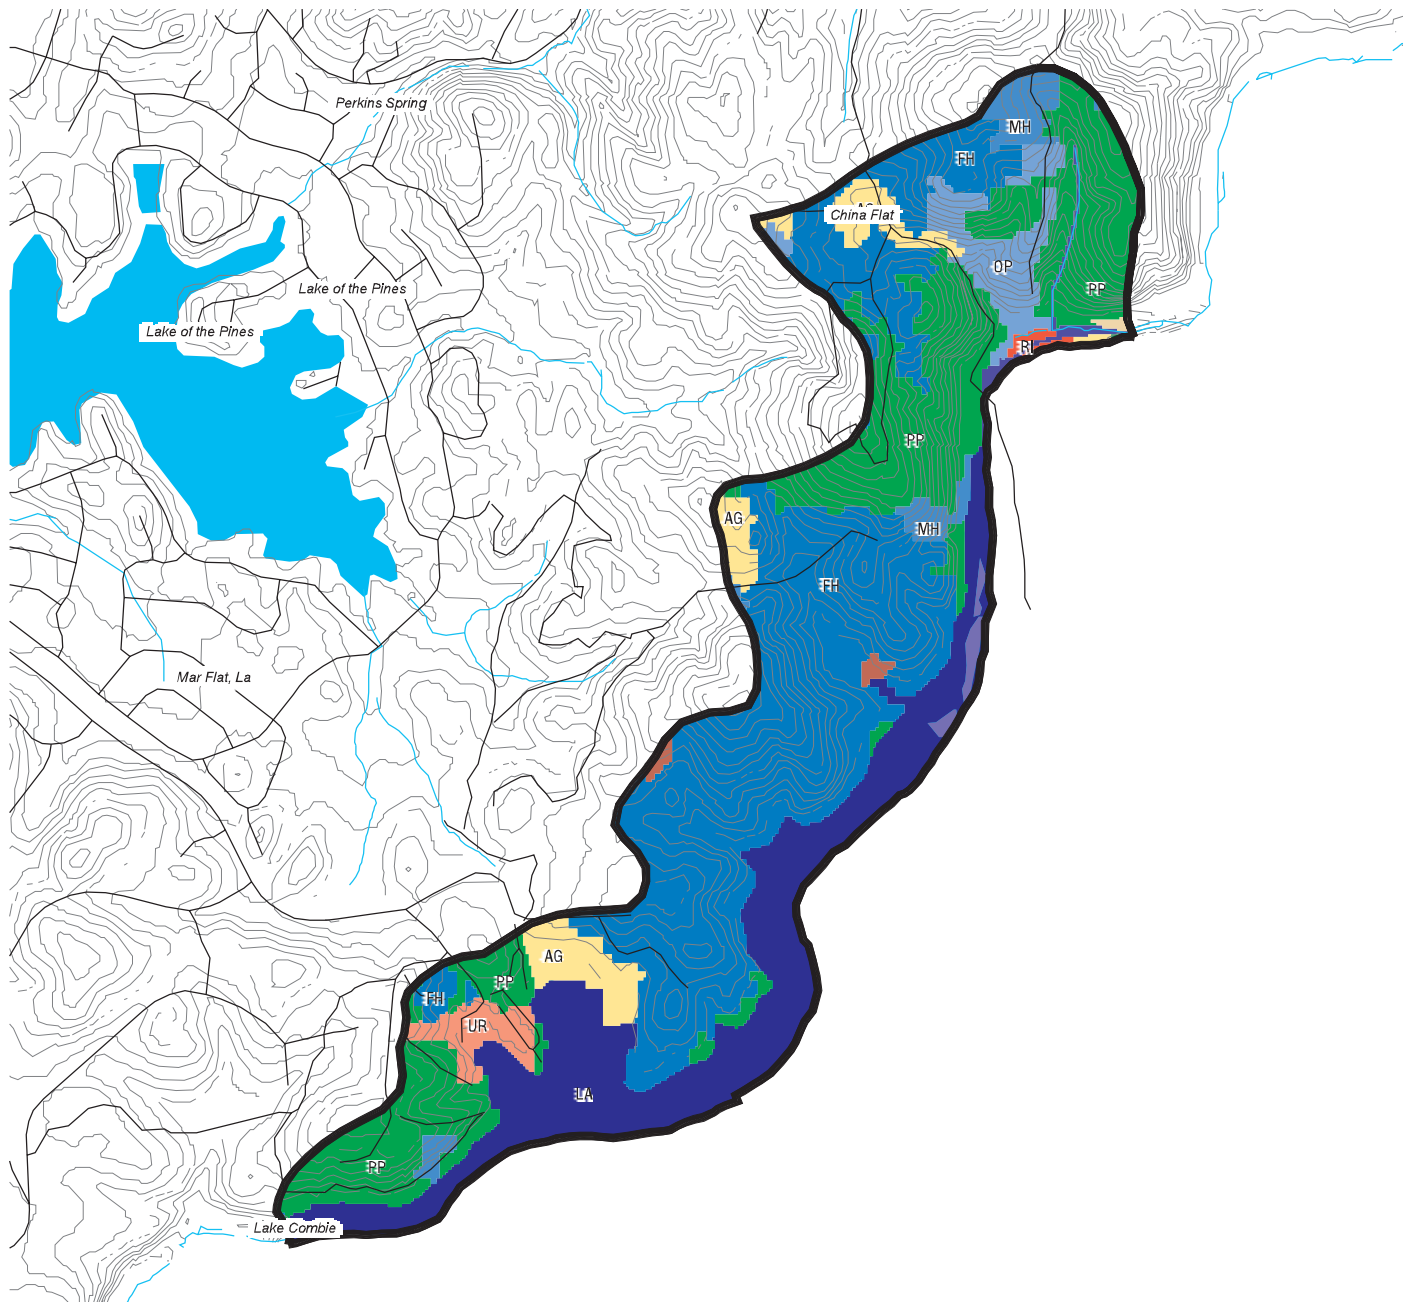 Perkins Spring
MH
FH
China Flat
OP
Lake of the Pines
PP
Lake of the Pines
RI
PP
AG
MH
FH
Mar Flat, La
AG
PP
FH
UR
LA
PP
Lake Combie